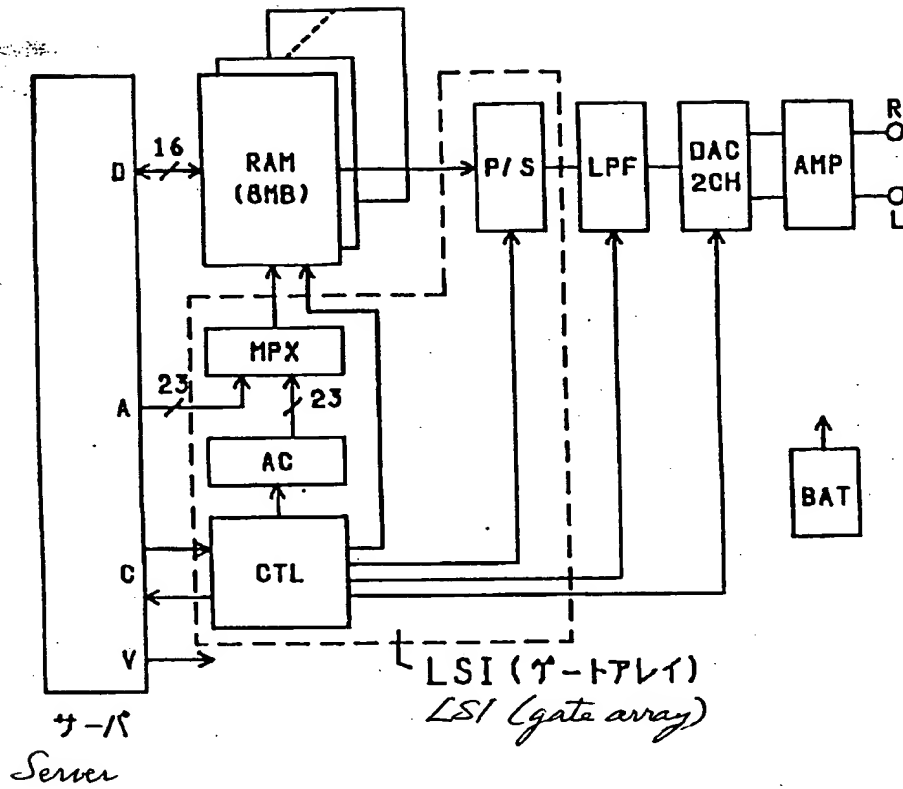 R
16
D
RAM
(8MB)
P/S
LPF
DAC
2CH
AMP
L
MPX
23
A
23
AC
BAT
CTL
C
V
LSI (ゲートアレイ)
LSI (gate array)
サーバ
Server